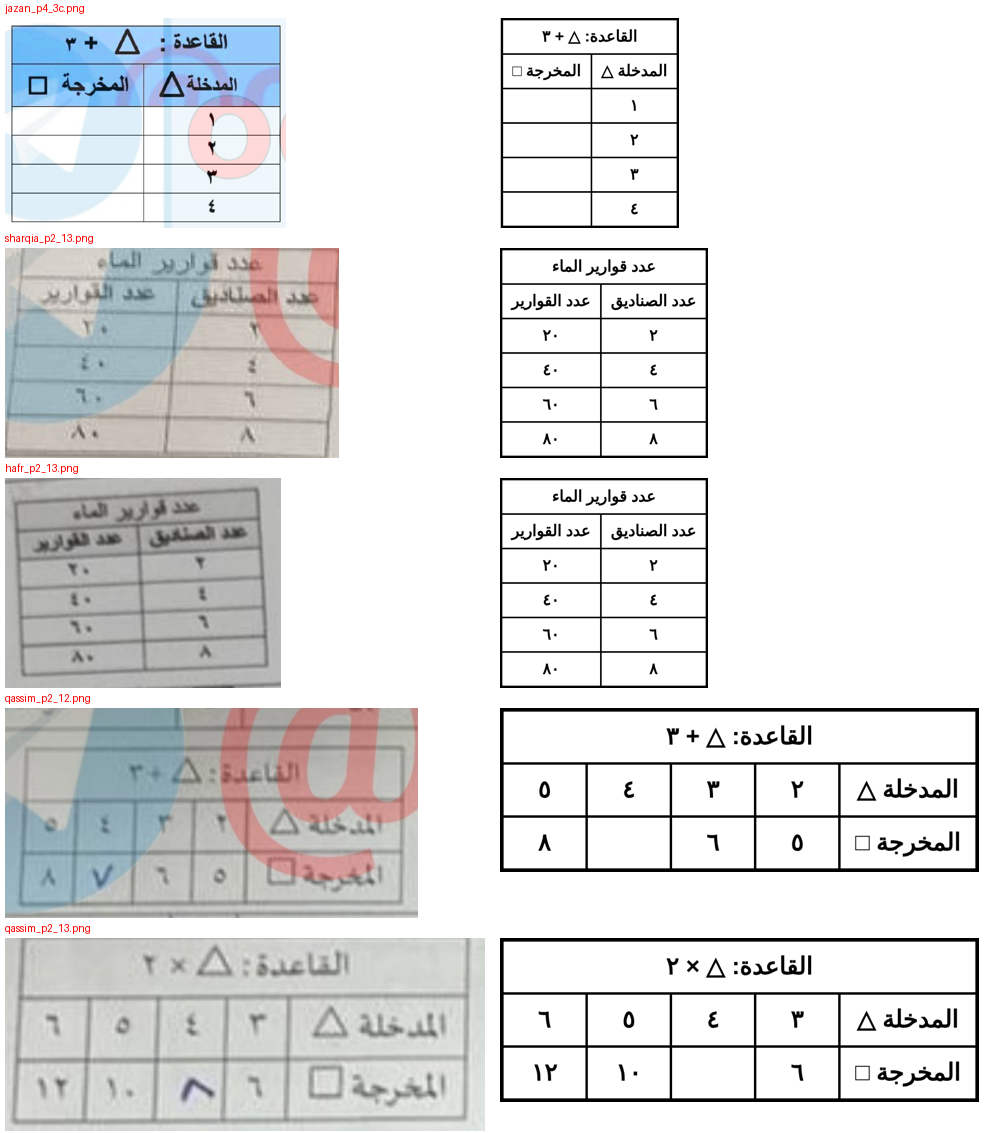 jazan_p4_3c.png
القاعدة: △ + ٣
المدخلة △ المخرجة □
١
٢
٣
٤
القاعدة: △ + ٣
المدخلة △ المخرجة □
١
٢
٣
٤
sharqia_p2_13.png
عدد قوارير الماء
عدد الصناديق عدد القوارير
٢ ٢٠
٤ ٤٠
٦ ٦٠
٨ ٨٠
عدد قوارير الماء
عدد الصناديق عدد القوارير
٢ ٢٠
٤ ٤٠
٦ ٦٠
٨ ٨٠
hafr_p2_13.png
عدد قوارير الماء
عدد الصناديق عدد القوارير
٢ ٢٠
٤ ٤٠
٦ ٦٠
٨ ٨٠
عدد قوارير الماء
عدد الصناديق عدد القوارير
٢ ٢٠
٤ ٤٠
٦ ٦٠
٨ ٨٠
qassim_p2_12.png
القاعدة: △ + ٣
المدخلة △ ٢ ٣ ٤ ٥
المخرجة □ ٥ ٦ ٧ ٨
القاعدة: △ + ٣
المدخلة △ ٢ ٣ ٤ ٥
المخرجة □ ٥ ٦ ٨
qassim_p2_13.png
القاعدة: △ × ٢
المدخلة △ ٣ ٤ ٥ ٦
المخرجة □ ٦ ٨ ١٠ ١٢
القاعدة: △ × ٢
المدخلة △ ٣ ٤ ٥ ٦
المخرجة □ ٦ ١٠ ١٢